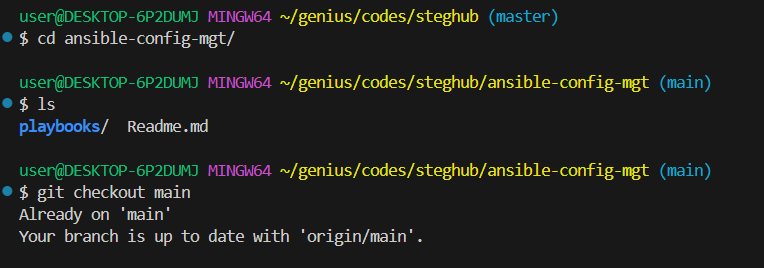 user@DESKTOP-6P2DUMJ MINGW64 ~/genius/codes/steghub (master)
$ cd ansible-config-mgt/
user@DESKTOP-6P2DUMJ MINGW64 ~/genius/codes/steghub/ansible-config-mgt (main)
$ ls
playbooks/  Readme.md
user@DESKTOP-6P2DUMJ MINGW64 ~/genius/codes/steghub/ansible-config-mgt (main)
$ git checkout main
Already on 'main'
Your branch is up to date with 'origin/main'.